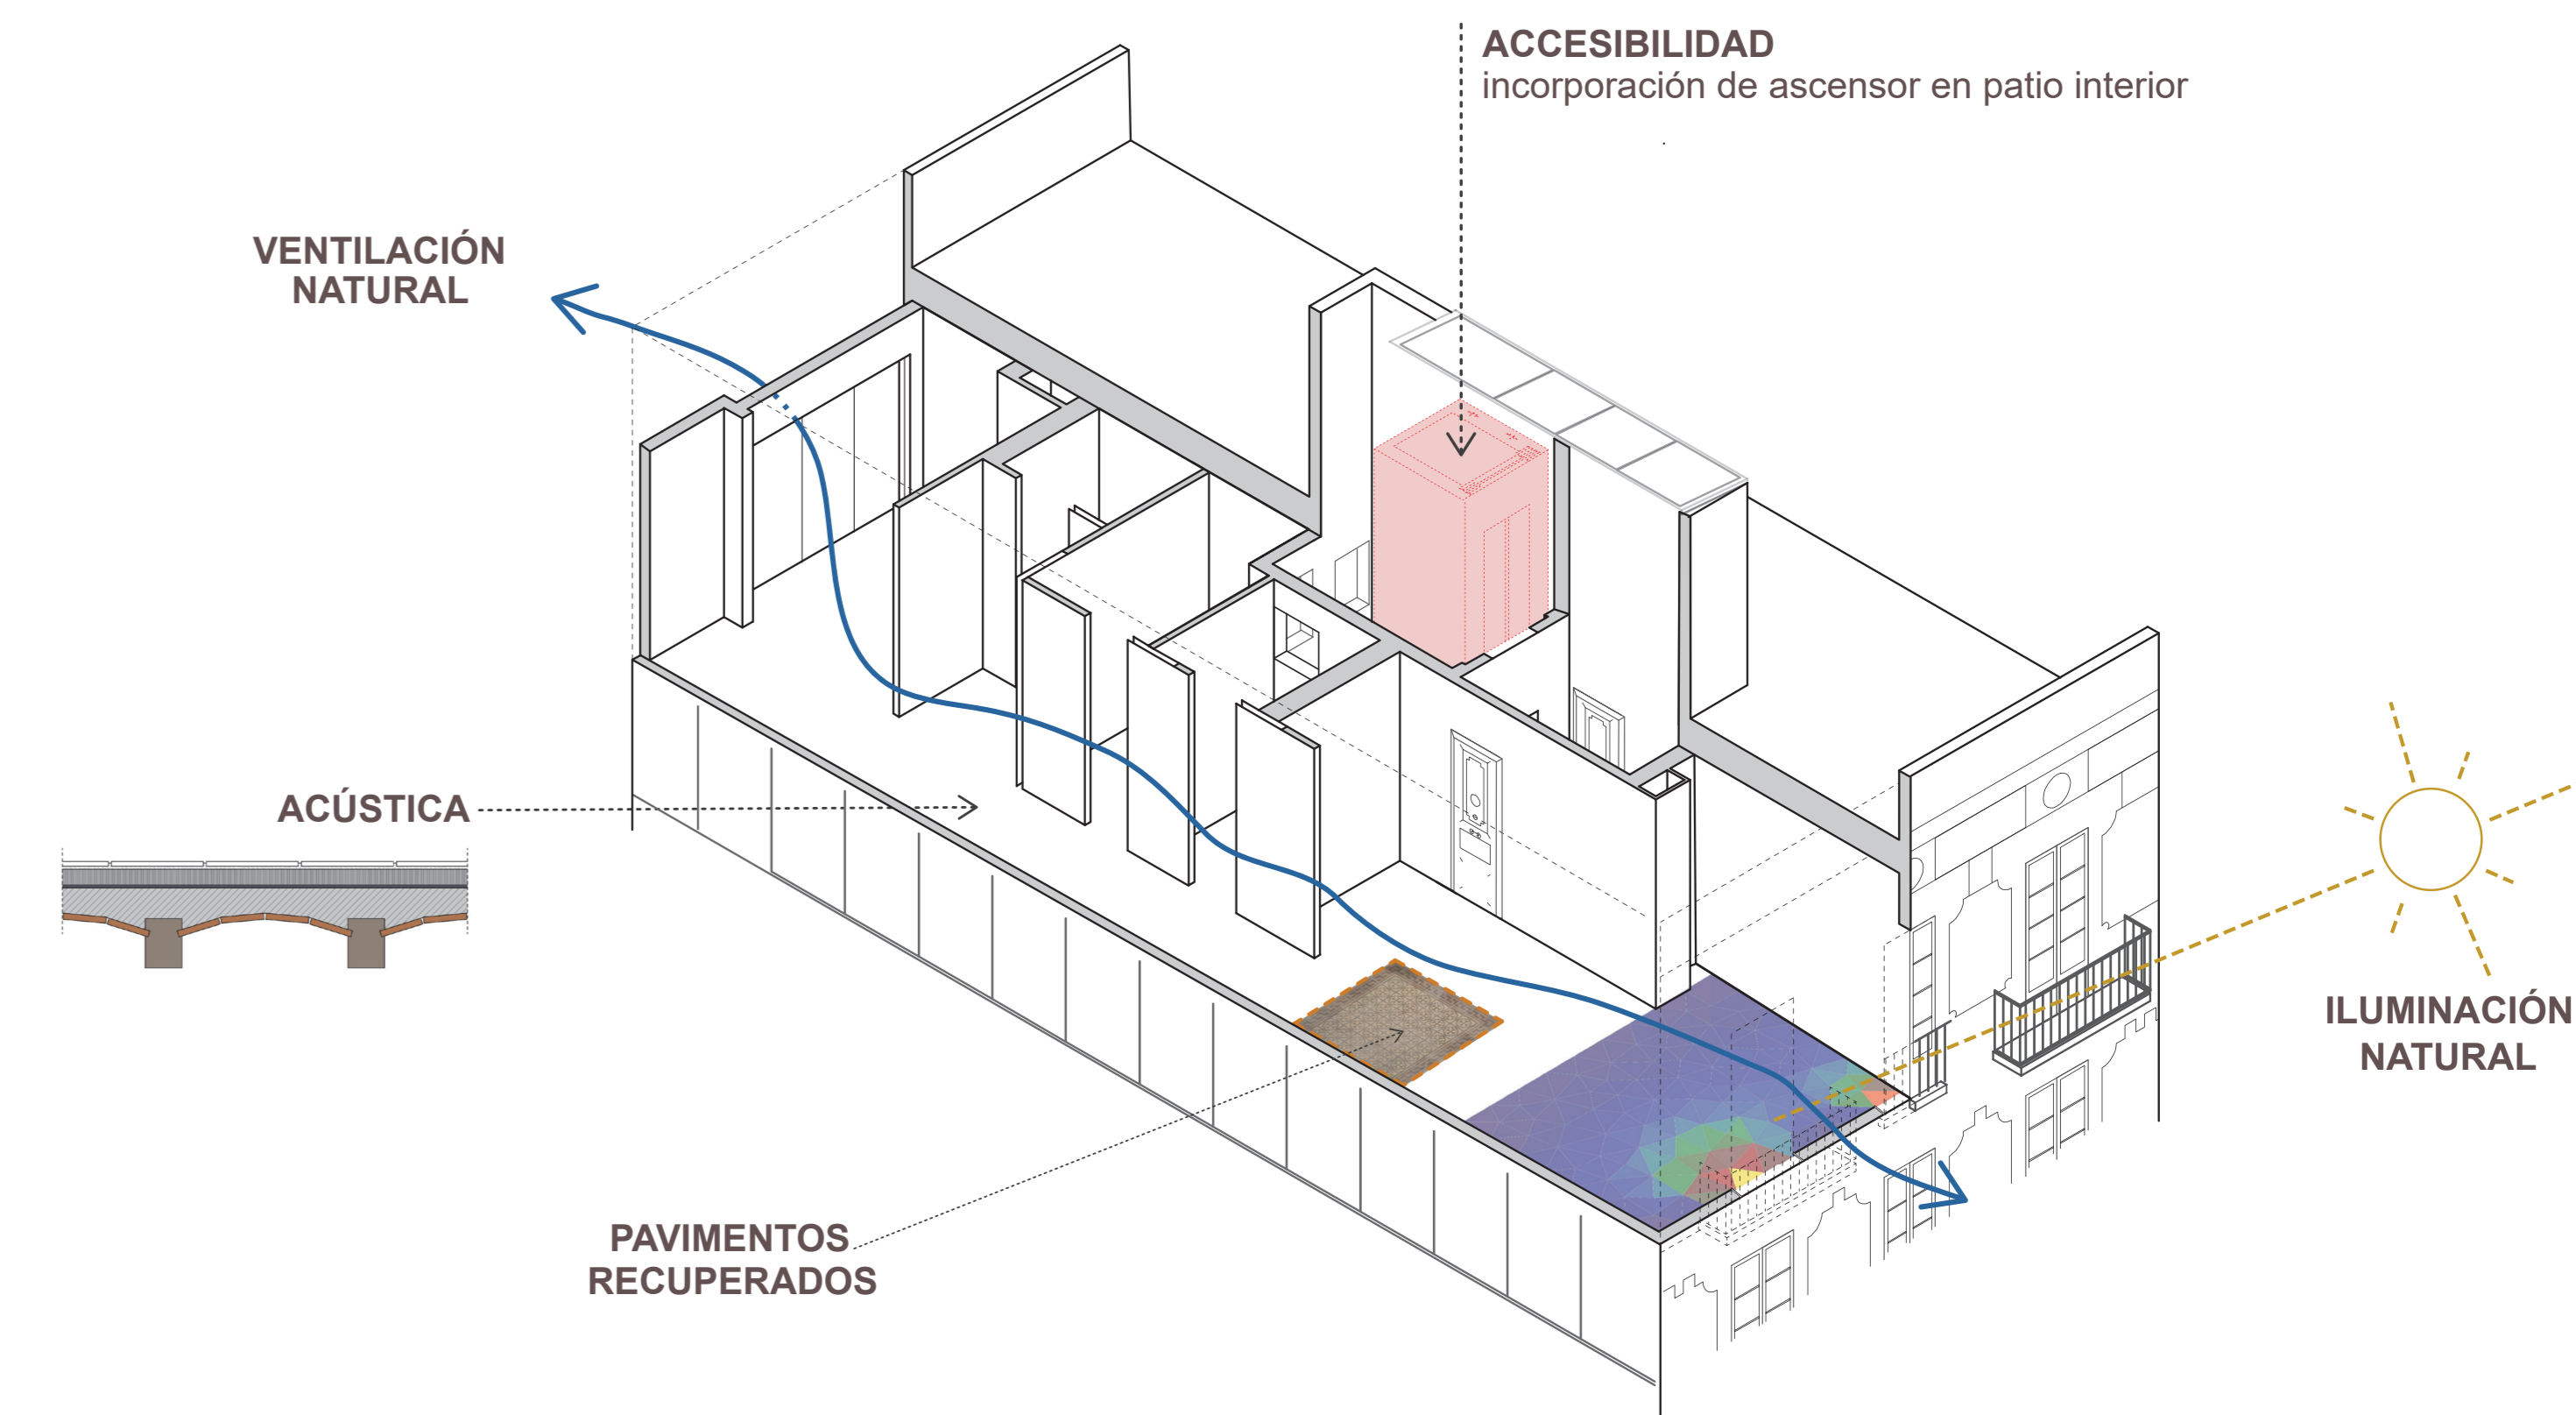 ACCESIBILIDAD
incorporación de ascensor en patio interior
VENTILACIÓN
NATURAL
ACÚSTICA
ILUMINACIÓN
NATURAL
PAVIMENTOS
RECUPERADOS